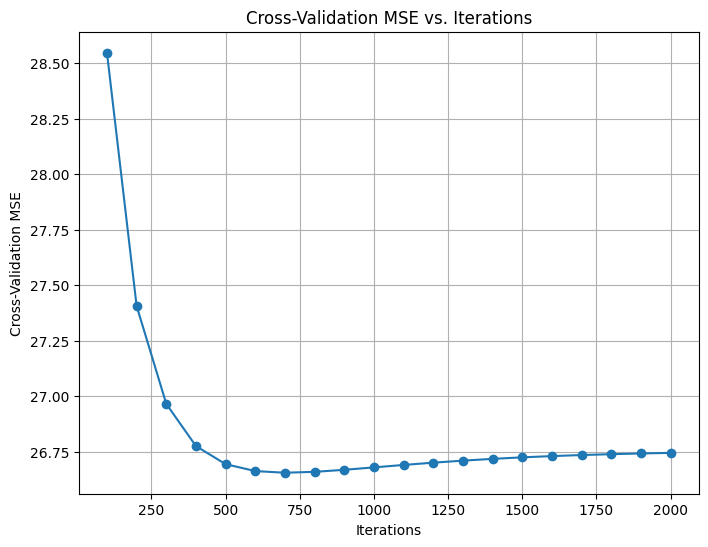 Cross-Validation MSE vs. Iterations
Cross-Validation MSE
28.50
28.25
28.00
27.75
27.50
27.25
27.00
26.75
250 500 750 1000 1250 1500 1750 2000
Iterations